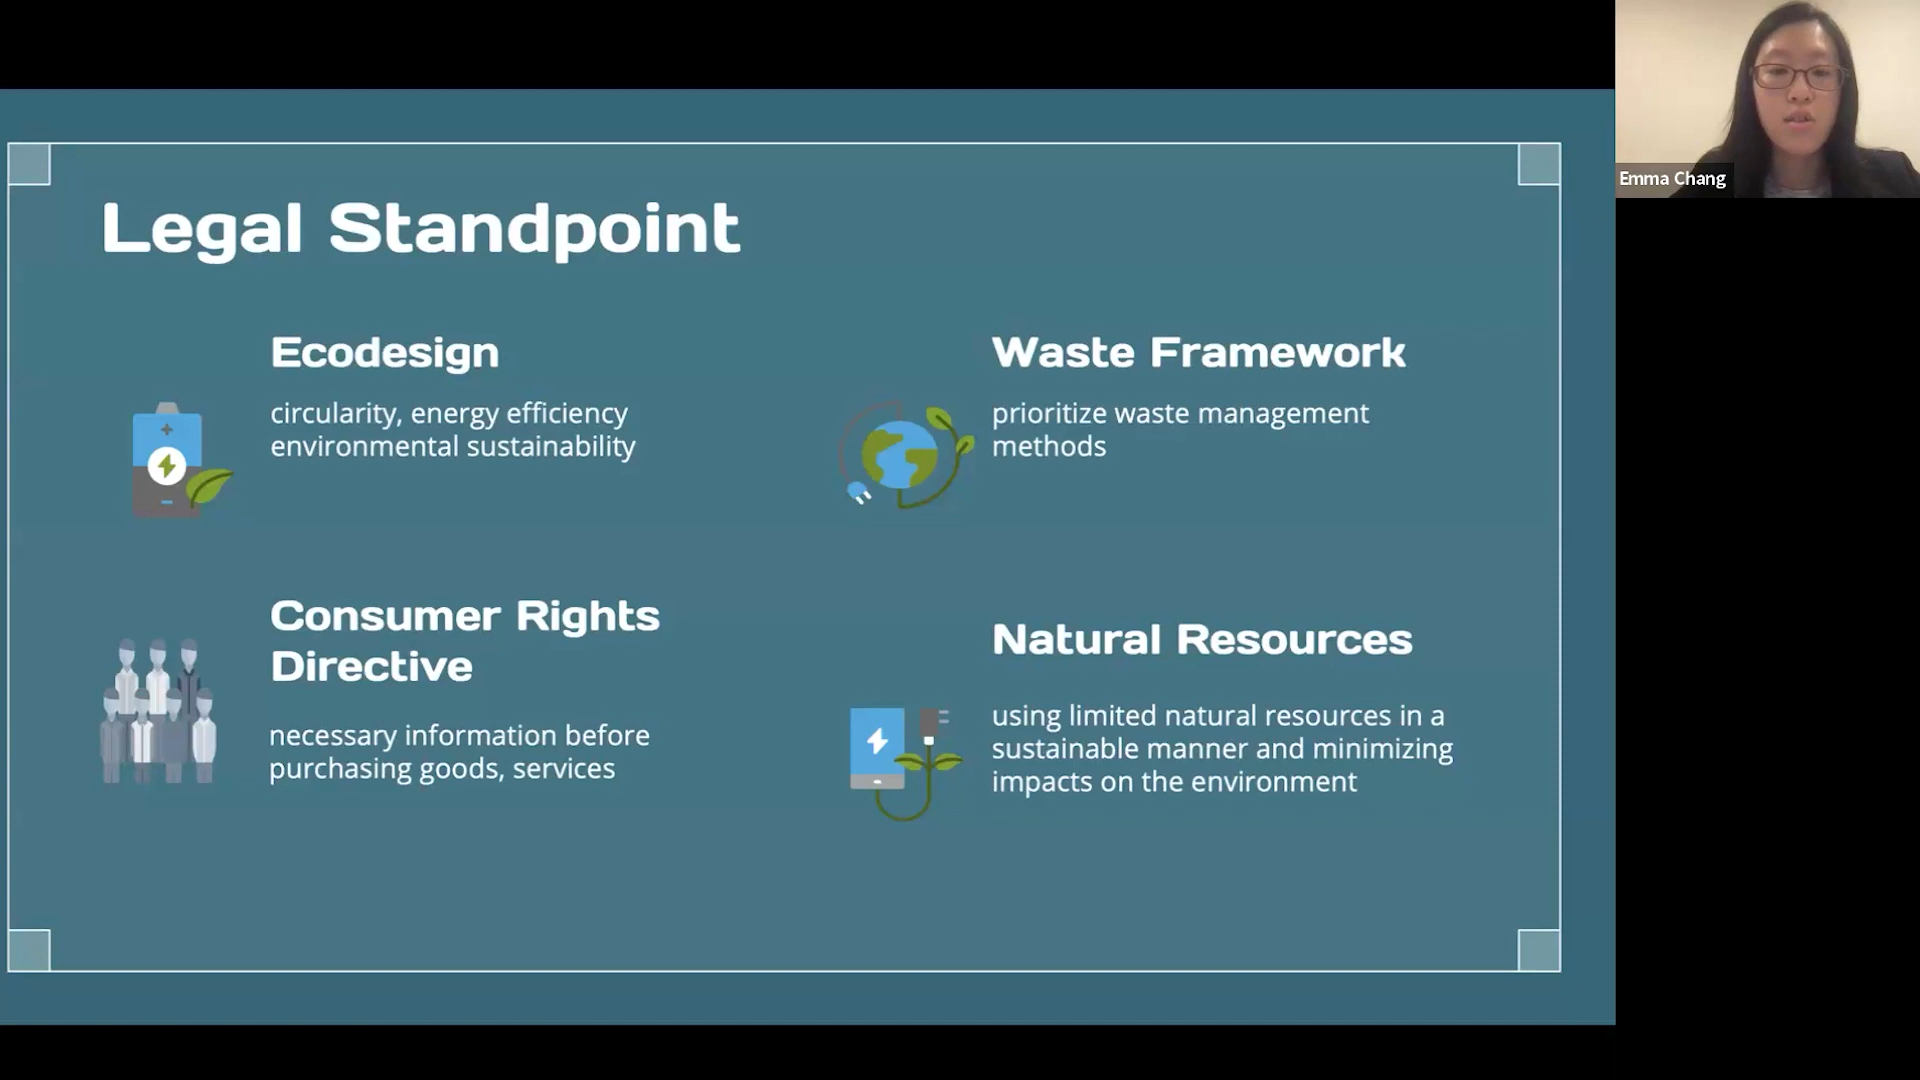 Legal Standpoint
Ecodesign
circularity, energy efficiency
environmental sustainability
Waste Framework
prioritize waste management
methods
Consumer Rights
Directive
necessary information before
purchasing goods, services
Natural Resources
using limited natural resources in a
sustainable manner and minimizing
impacts on the environment
Emma Chang